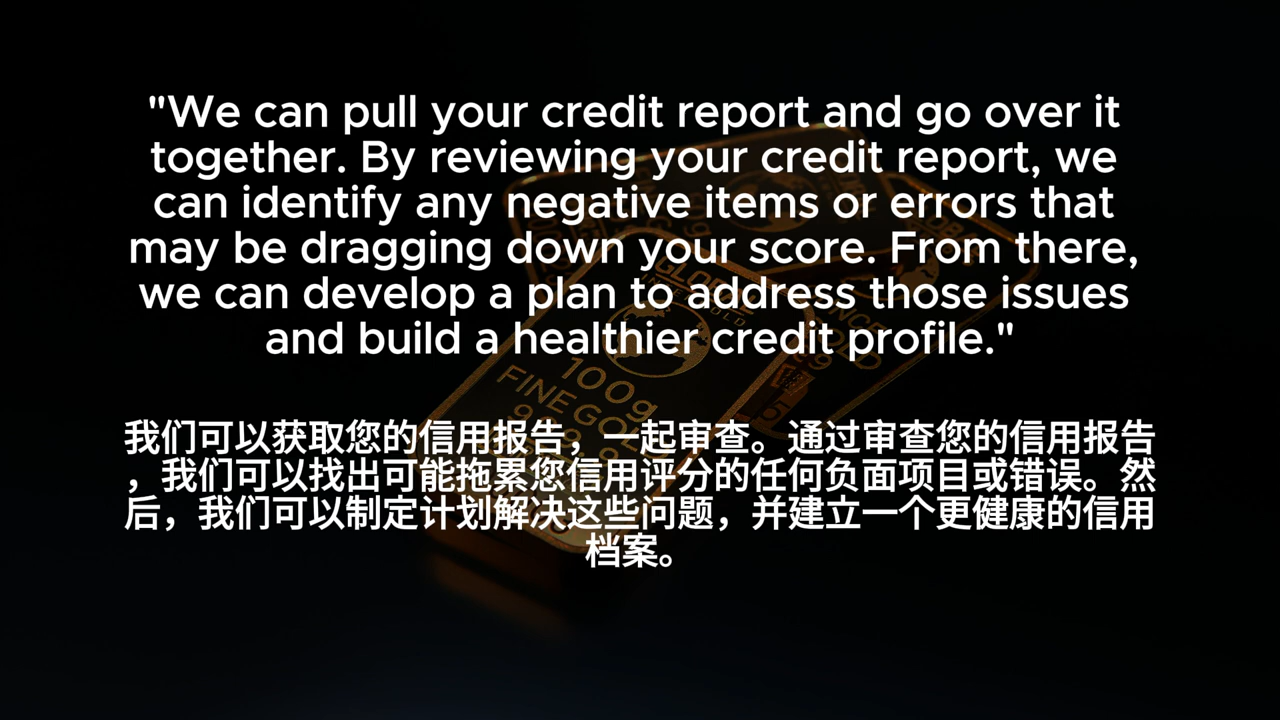 "We can pull your credit report and go over it
together. By reviewing your credit report, we
can identify any negative items or errors that
may be dragging down your score. From there,
we can develop a plan to address those issues
and build a healthier credit profile."
我们可以获取您的信用报告，一起审查。通过审查您的信用报告
，我们可以找出可能拖累您信用评分的任何负面项目或错误。然
后，我们可以制定计划解决这些问题，并建立一个更健康的信用
档案。
100g
FINE GOLD